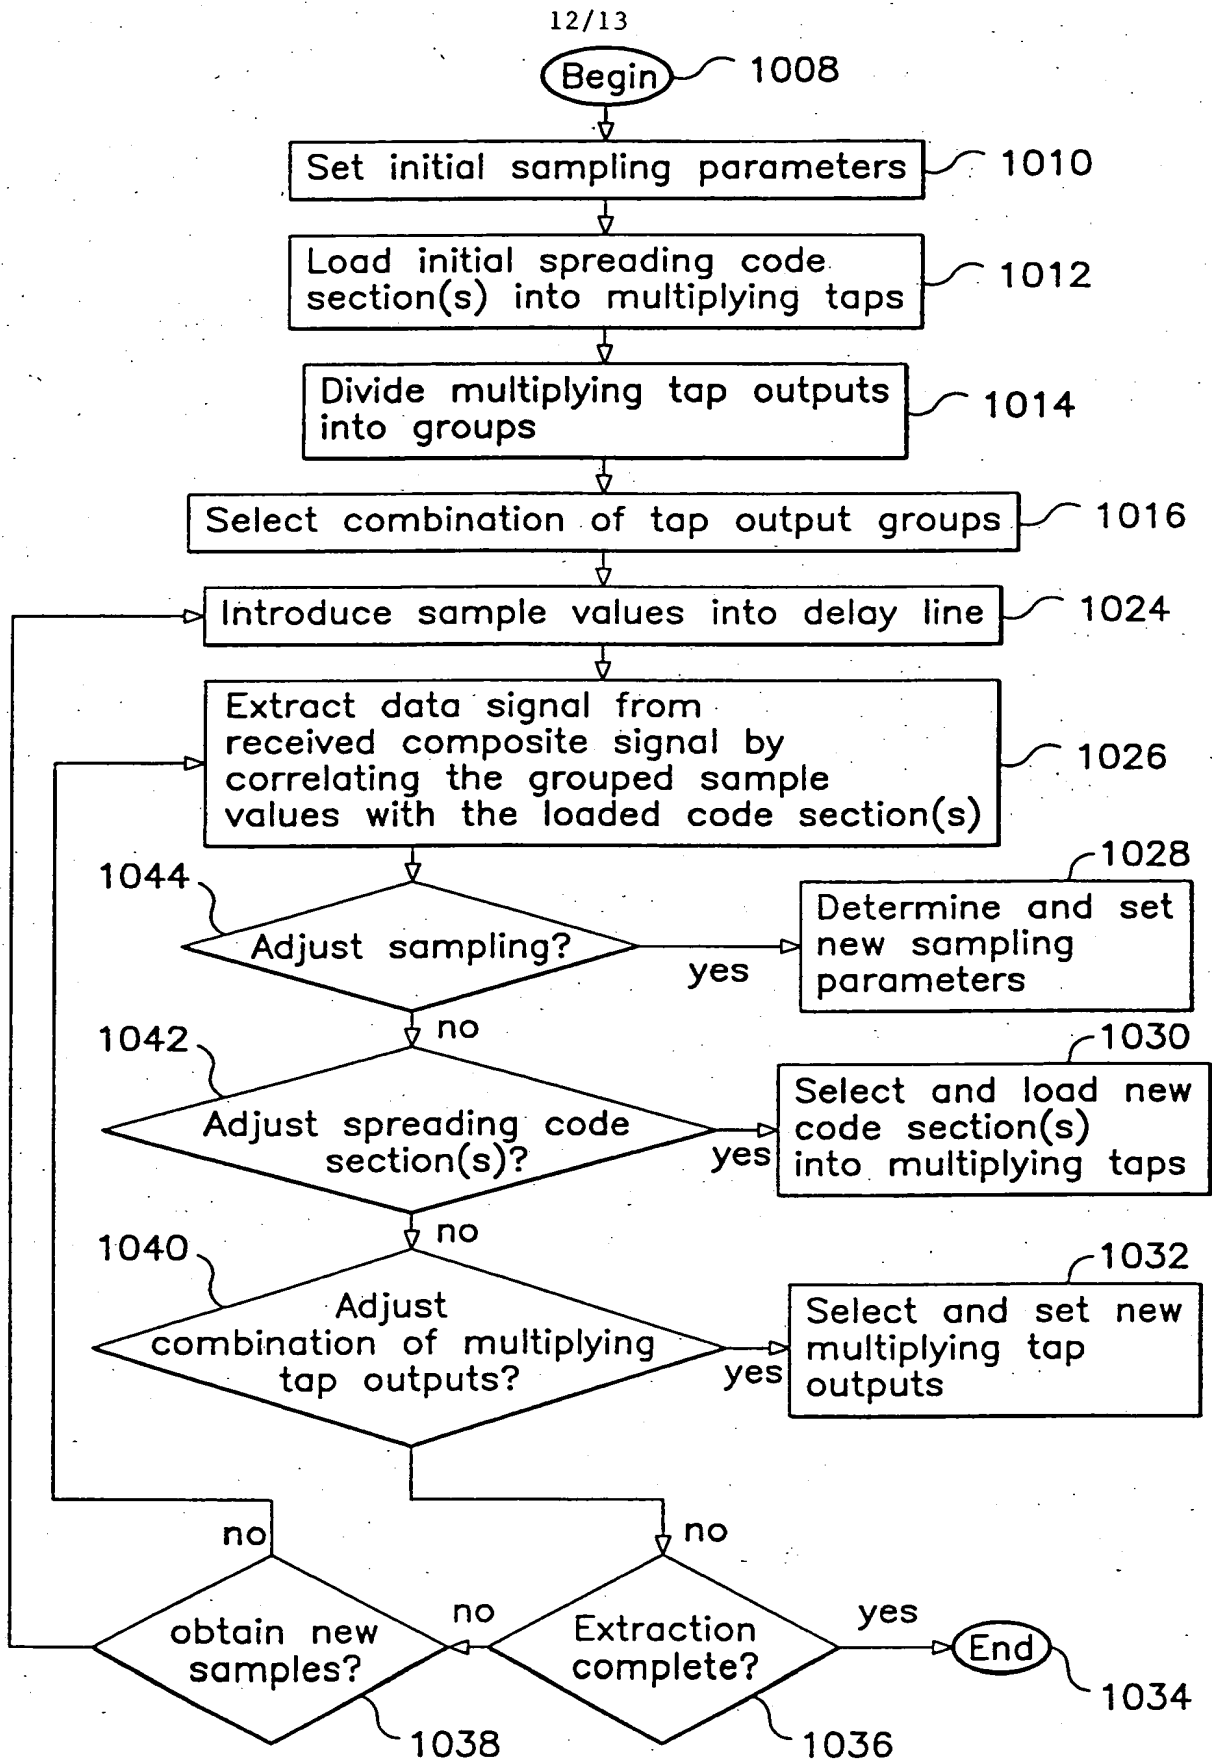 12/13
Begin
1008
Set initial sampling parameters
1010
Load initial spreading code
section(s) into multiplying taps
1012
Divide multiplying tap outputs
into groups
1014
Select combination of tap output groups
1016
Introduce sample values into delay line
1024
Extract data signal from
received composite signal by
correlating the grouped sample
values with the loaded code section(s)
1026
1044
Adjust sampling?
yes
1028
Determine and set
new sampling
parameters
no
1042
Adjust spreading code
section(s)?
yes
1030
Select and load new
code section(s)
into multiplying taps
no
1040
Adjust
combination of multiplying
tap outputs?
yes
1032
Select and set new
multiplying tap
outputs
no
no
obtain new
samples?
1038
no
Extraction
complete?
1036
yes
End
1034